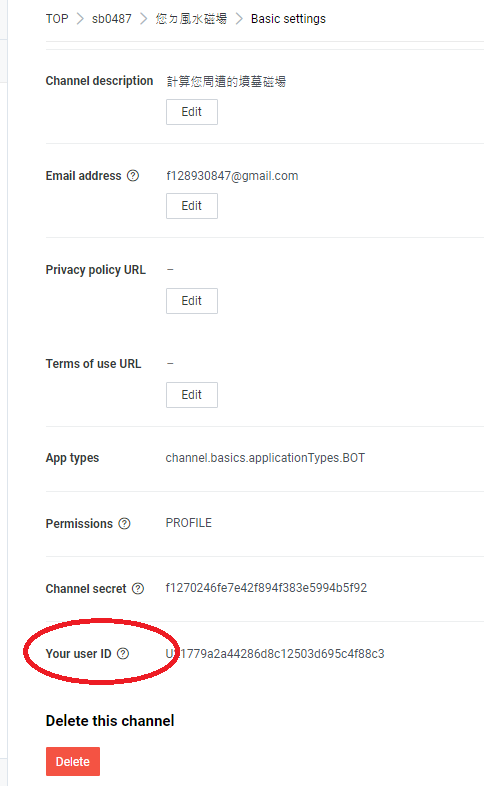 TOP > sb0487 > 您ㄉ風水磁場 > Basic settings
Channel description 計算您周遭的墳墓磁場
Edit
Email address f128930847@gmail.com
Edit
Privacy policy URL –
Edit
Terms of use URL –
Edit
App types channel.basics.applicationTypes.BOT
Permissions PROFILE
Channel secret f1270246fe7e42f894f383e5994b5f92
Your user ID
Delete this channel
Delete